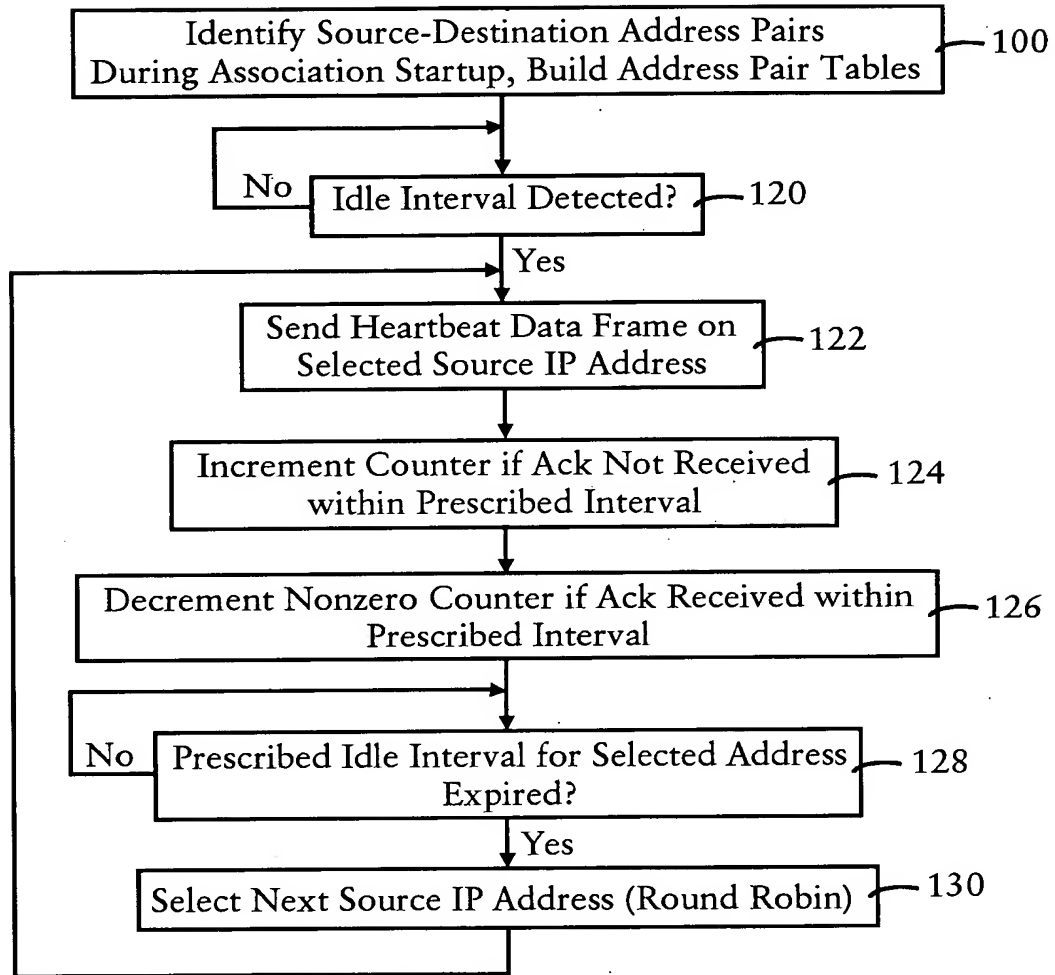 Identify Source-Destination Address Pairs
During Association Startup, Build Address Pair Tables
100
No
Idle Interval Detected?
120
Yes
Send Heartbeat Data Frame on
Selected Source IP Address
122
Increment Counter if Ack Not Received
within Prescribed Interval
124
Decrement Nonzero Counter if Ack Received within
Prescribed Interval
126
No
Prescribed Idle Interval for Selected Address
Expired?
128
Yes
Select Next Source IP Address (Round Robin)
130